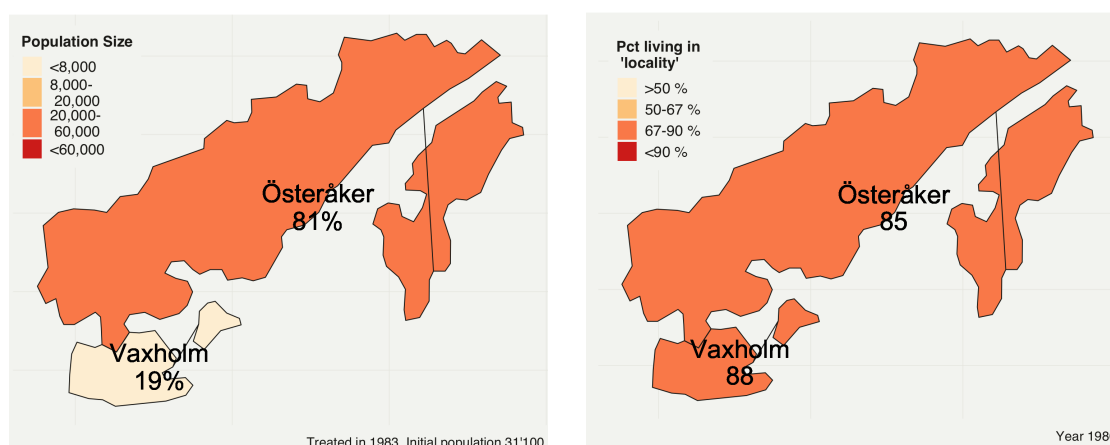 Population Size
<8,000
8,000-
20,000
20,000-
60,000
<60,000
Österåker
81%
Vaxholm
19%
Treated in 1983. Initial population 31'100
Pct living in
'locality'
>50 %
50-67 %
67-90 %
<90 %
Österåker
85
Vaxholm
88
Year 198